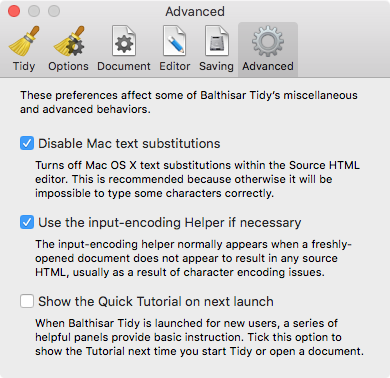 Advanced
Tidy Options Document Editor Saving Advanced
These preferences affect some of Balthisar Tidy's miscellaneous
and advanced behaviors.
Disable Mac text substitutions
Turns off Mac OS X text substitutions within the Source HTML
editor. This is recommended because otherwise it will be
impossible to type some characters correctly.
Use the input-encoding Helper if necessary
The input-encoding helper normally appears when a freshly-
opened document does not appear to result in any source
HTML, usually as a result of character encoding issues.
Show the Quick Tutorial on next launch
When Balthisar Tidy is launched for new users, a series of
helpful panels provide basic instruction. Tick this option to
show the Tutorial next time you start Tidy or open a document.